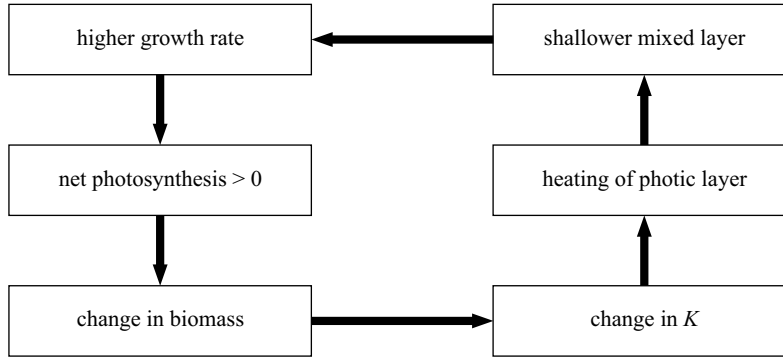 higher growth rate
shallower mixed layer
net photosynthesis > 0
heating of photic layer
change in biomass
change in K